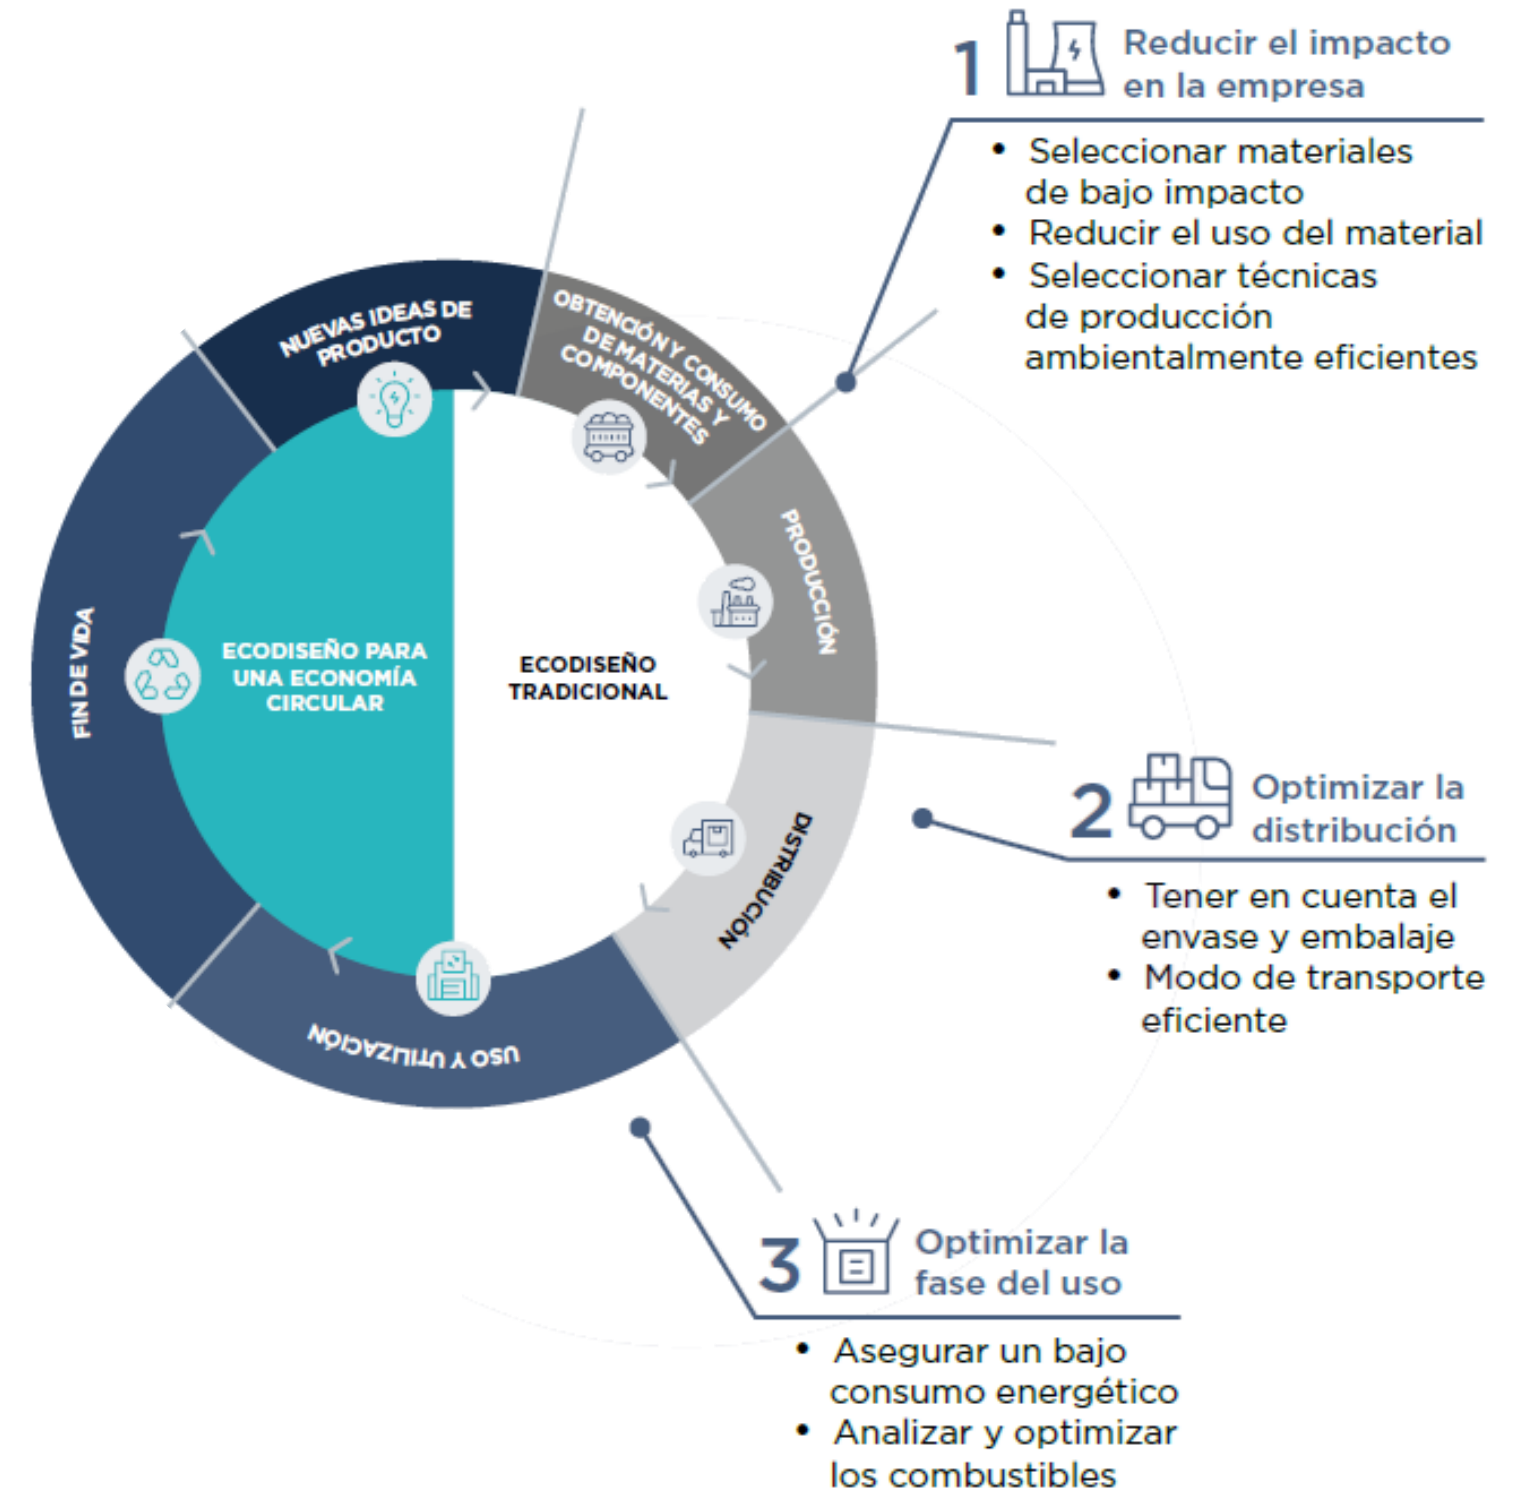 1
Reducir el impacto
en la empresa
• Seleccionar materiales
de bajo impacto
• Reducir el uso del material
• Seleccionar técnicas
de producción
ambientalmente eficientes
NUEVAS IDEAS DE
PRODUCTO
OBTENCIÓN Y CONSUMO
DE MATERIAS Y
COMPONENTES
PRODUCCIÓN
DISTRIBUCIÓN
USO Y UTILIZACIÓN
FIN DE VIDA
ECODISEÑO PARA
UNA ECONOMÍA
CIRCULAR
ECODISEÑO
TRADICIONAL
2
Optimizar la
distribución
• Tener en cuenta el
envase y embalaje
• Modo de transporte
eficiente
3
Optimizar la
fase del uso
• Asegurar un bajo
consumo energético
• Analizar y optimizar
los combustibles